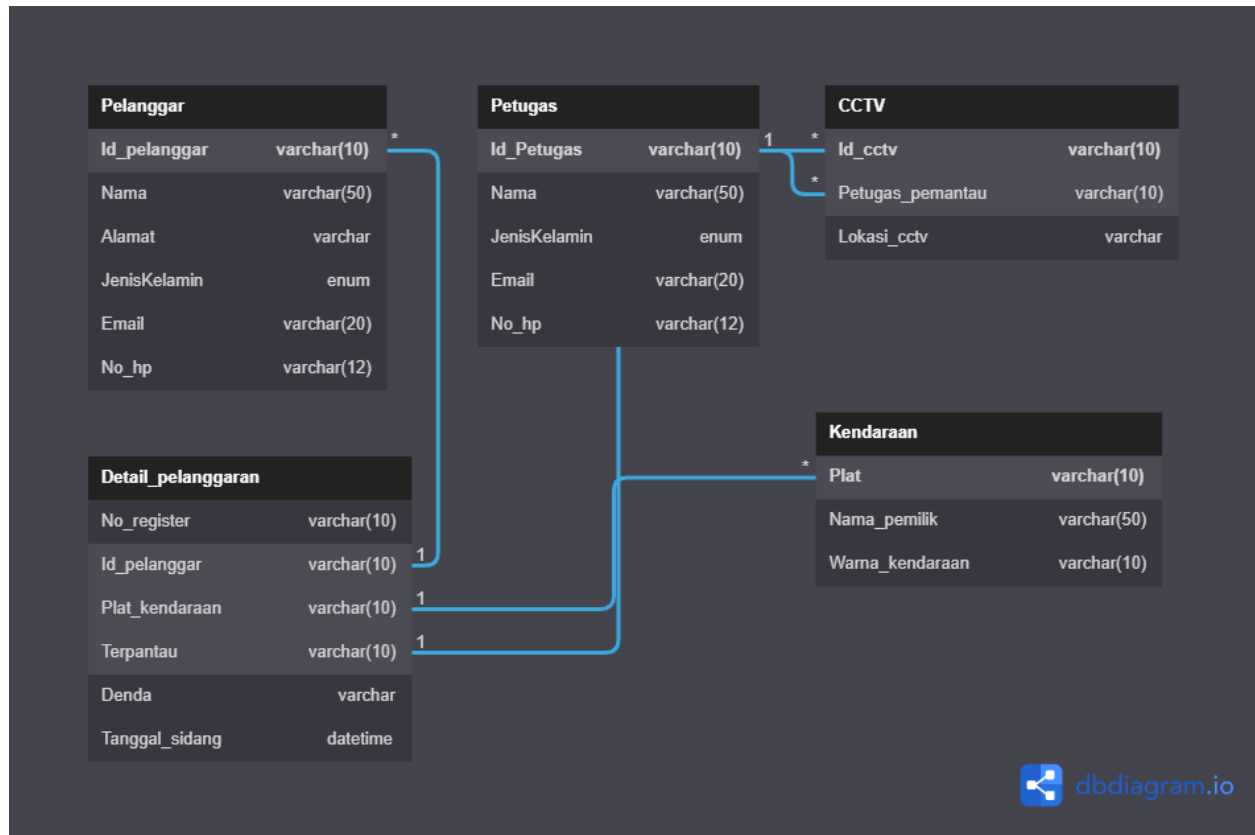 Pelanggar
Id_pelanggar varchar(10) *
Nama varchar(50)
Alamat varchar
JenisKelamin enum
Email varchar(20)
No_hp varchar(12)
Petugas
Id_Petugas varchar(10) 1
Nama varchar(50)
JenisKelamin enum
Email varchar(20)
No_hp varchar(12)
CCTV
* Id_cctv varchar(10)
* Petugas_pemantau varchar(10)
Lokasi_cctv varchar
Detail_pelanggaran
No_register varchar(10)
Id_pelanggar varchar(10) 1
Plat_kendaraan varchar(10) 1
Terpantau varchar(10) 1
Denda varchar
Tanggal_sidang datetime
Kendaraan
* Plat varchar(10)
Nama_pemilik varchar(50)
Warna_kendaraan varchar(10)
dbdiagram.io